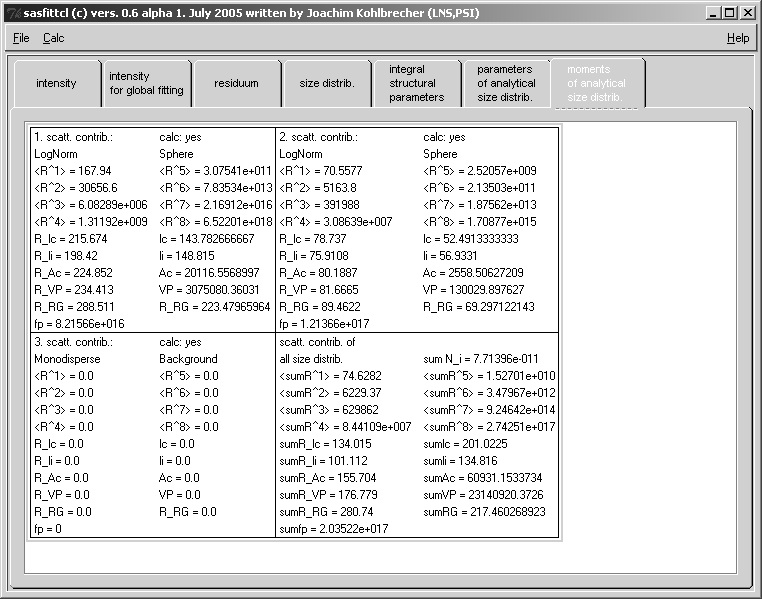 sasfittcl (c) vers. 0.6 alpha 1. July 2005 written by Joachim Kohlbrecher (LNS,PSI)
File Calc Help
intensity
intensity
for global fitting
residuum
size distrib.
integral
structural
parameters
parameters
of analytical
size distrib.
moments
of analytical
size distrib.
1. scatt. contrib.: calc: yes
LogNorm Sphere
<R^1> = 167.94 <R^5> = 3.07541e+011
<R^2> = 30656.6 <R^6> = 7.83534e+013
<R^3> = 6.08289e+006 <R^7> = 2.16912e+016
<R^4> = 1.31192e+009 <R^8> = 6.52201e+018
R_lc = 215.674 lc = 143.782666667
R_li = 198.42 li = 148.815
R_Ac = 224.852 Ac = 20116.5568997
R_VP = 234.413 VP = 3075080.36031
R_RG = 288.511 R_RG = 223.47965964
fp = 8.21566e+016
2. scatt. contrib.: calc: yes
LogNorm Sphere
<R^1> = 70.5577 <R^5> = 2.52057e+009
<R^2> = 5163.8 <R^6> = 2.13503e+011
<R^3> = 391988 <R^7> = 1.87562e+013
<R^4> = 3.08639e+007 <R^8> = 1.70877e+015
R_lc = 78.737 lc = 52.4913333333
R_li = 75.9108 li = 56.9331
R_Ac = 80.1887 Ac = 2558.50627209
R_VP = 81.6665 VP = 130029.897627
R_RG = 89.4622 R_RG = 69.297122143
fp = 1.21366e+017
3. scatt. contrib.: calc: yes
Monodisperse Background
<R^1> = 0.0 <R^5> = 0.0
<R^2> = 0.0 <R^6> = 0.0
<R^3> = 0.0 <R^7> = 0.0
<R^4> = 0.0 <R^8> = 0.0
R_lc = 0.0 lc = 0.0
R_li = 0.0 li = 0.0
R_Ac = 0.0 Ac = 0.0
R_VP = 0.0 VP = 0.0
R_RG = 0.0 R_RG = 0.0
fp = 0
scatt. contrib. of
all size distrib. sum N_i = 7.71396e-011
<sumR^1> = 74.6282 <sumR^5> = 1.52701e+010
<sumR^2> = 6229.37 <sumR^6> = 3.47967e+012
<sumR^3> = 629862 <sumR^7> = 9.24642e+014
<sumR^4> = 8.44109e+007 <sumR^8> = 2.74251e+017
sumR_lc = 134.015 sumlc = 201.0225
sumR_li = 101.112 sumli = 134.816
sumR_Ac = 155.704 sumAc = 60931.1533734
sumR_VP = 176.779 sumVP = 23140920.3726
sumR_RG = 280.74 sumRG = 217.460268923
sumfp = 2.03522e+017